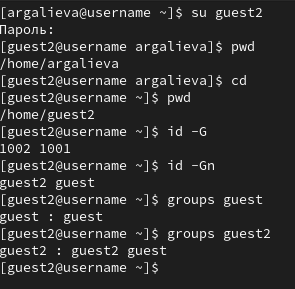 [argalieva@username ~]$ su guest2
Пароль:
[guest2@username argalieva]$ pwd
/home/argalieva
[guest2@username argalieva]$ cd
[guest2@username ~]$ pwd
/home/guest2
[guest2@username ~]$ id -G
1002 1001
[guest2@username ~]$ id -Gn
guest2 guest
[guest2@username ~]$ groups guest
guest : guest
[guest2@username ~]$ groups guest2
guest2 : guest2 guest
[guest2@username ~]$